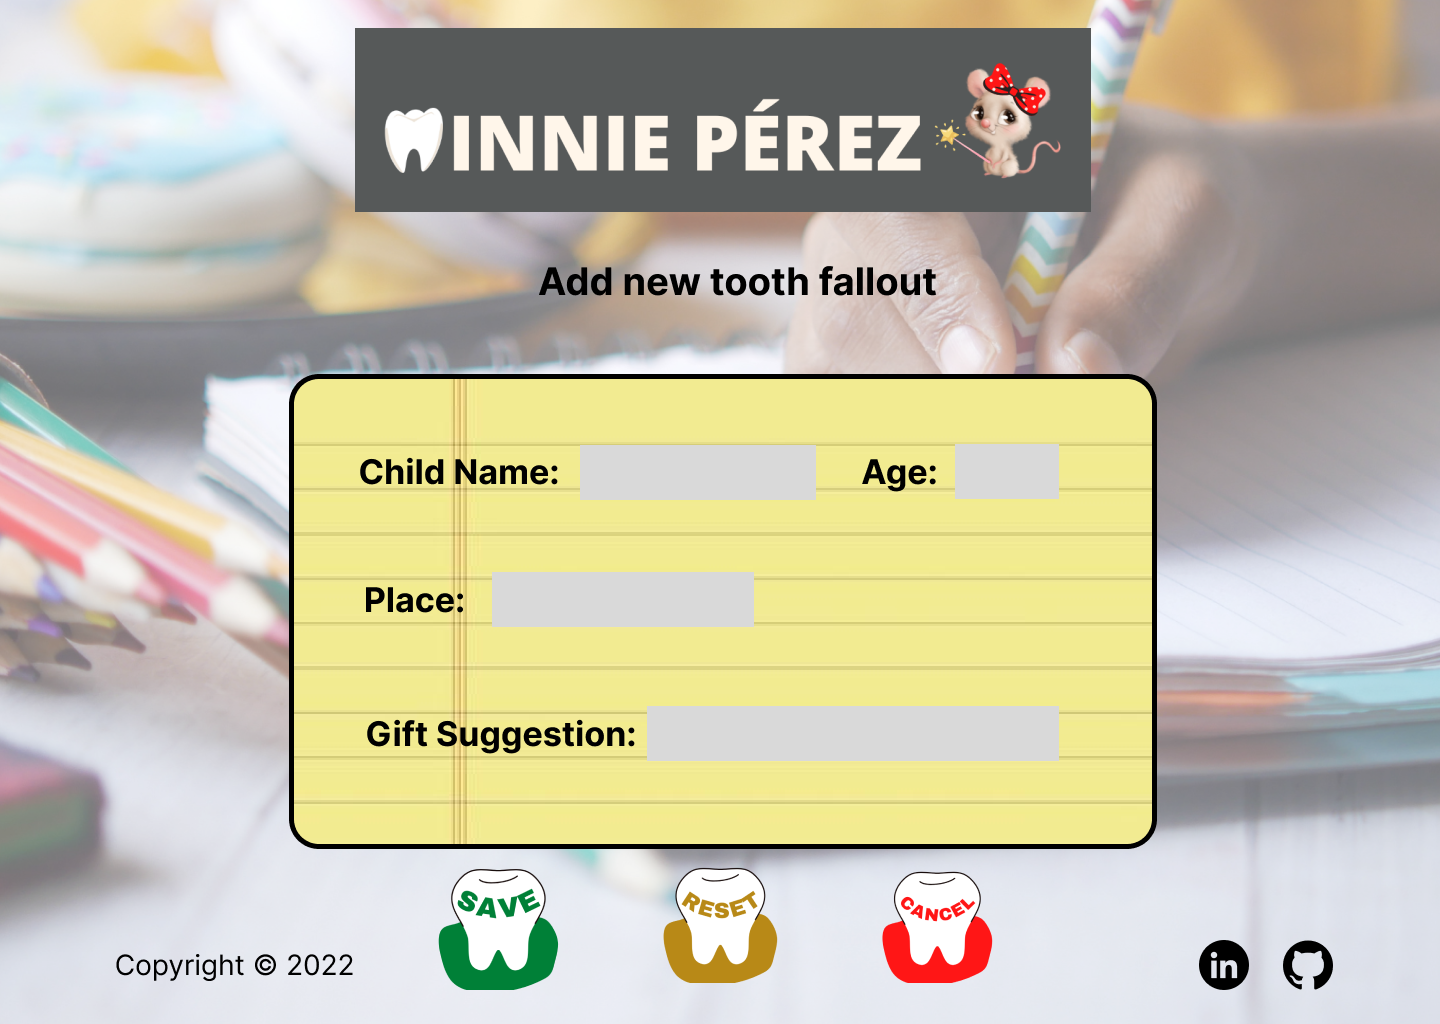 INNIE PÉREZ
Add new tooth fallout
Child Name: Age:
Place:
Gift Suggestion:
SAVE RESET CANCEL
Copyright © 2022
in